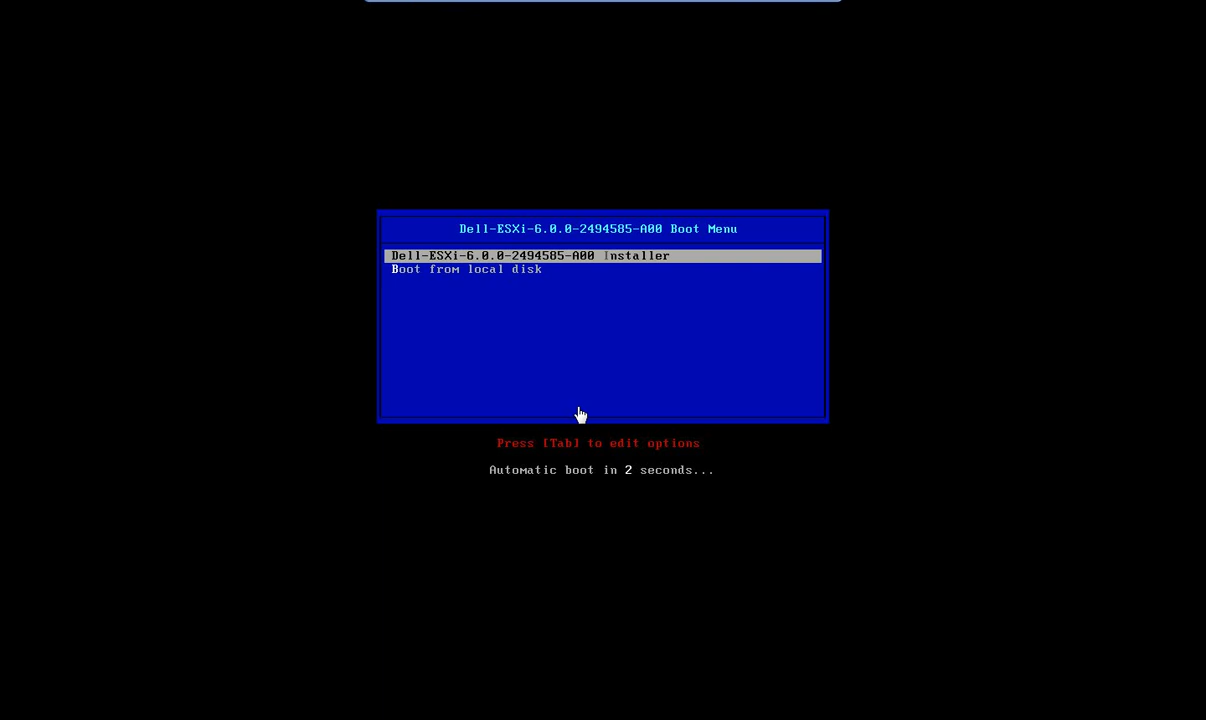 Dell-ESXi-6.0.0-2494585-A00 Boot Menu
Dell-ESXi-6.0.0-2494585-A00 Installer
Boot from local disk
Press [Tab] to edit options
Automatic boot in 2 seconds...